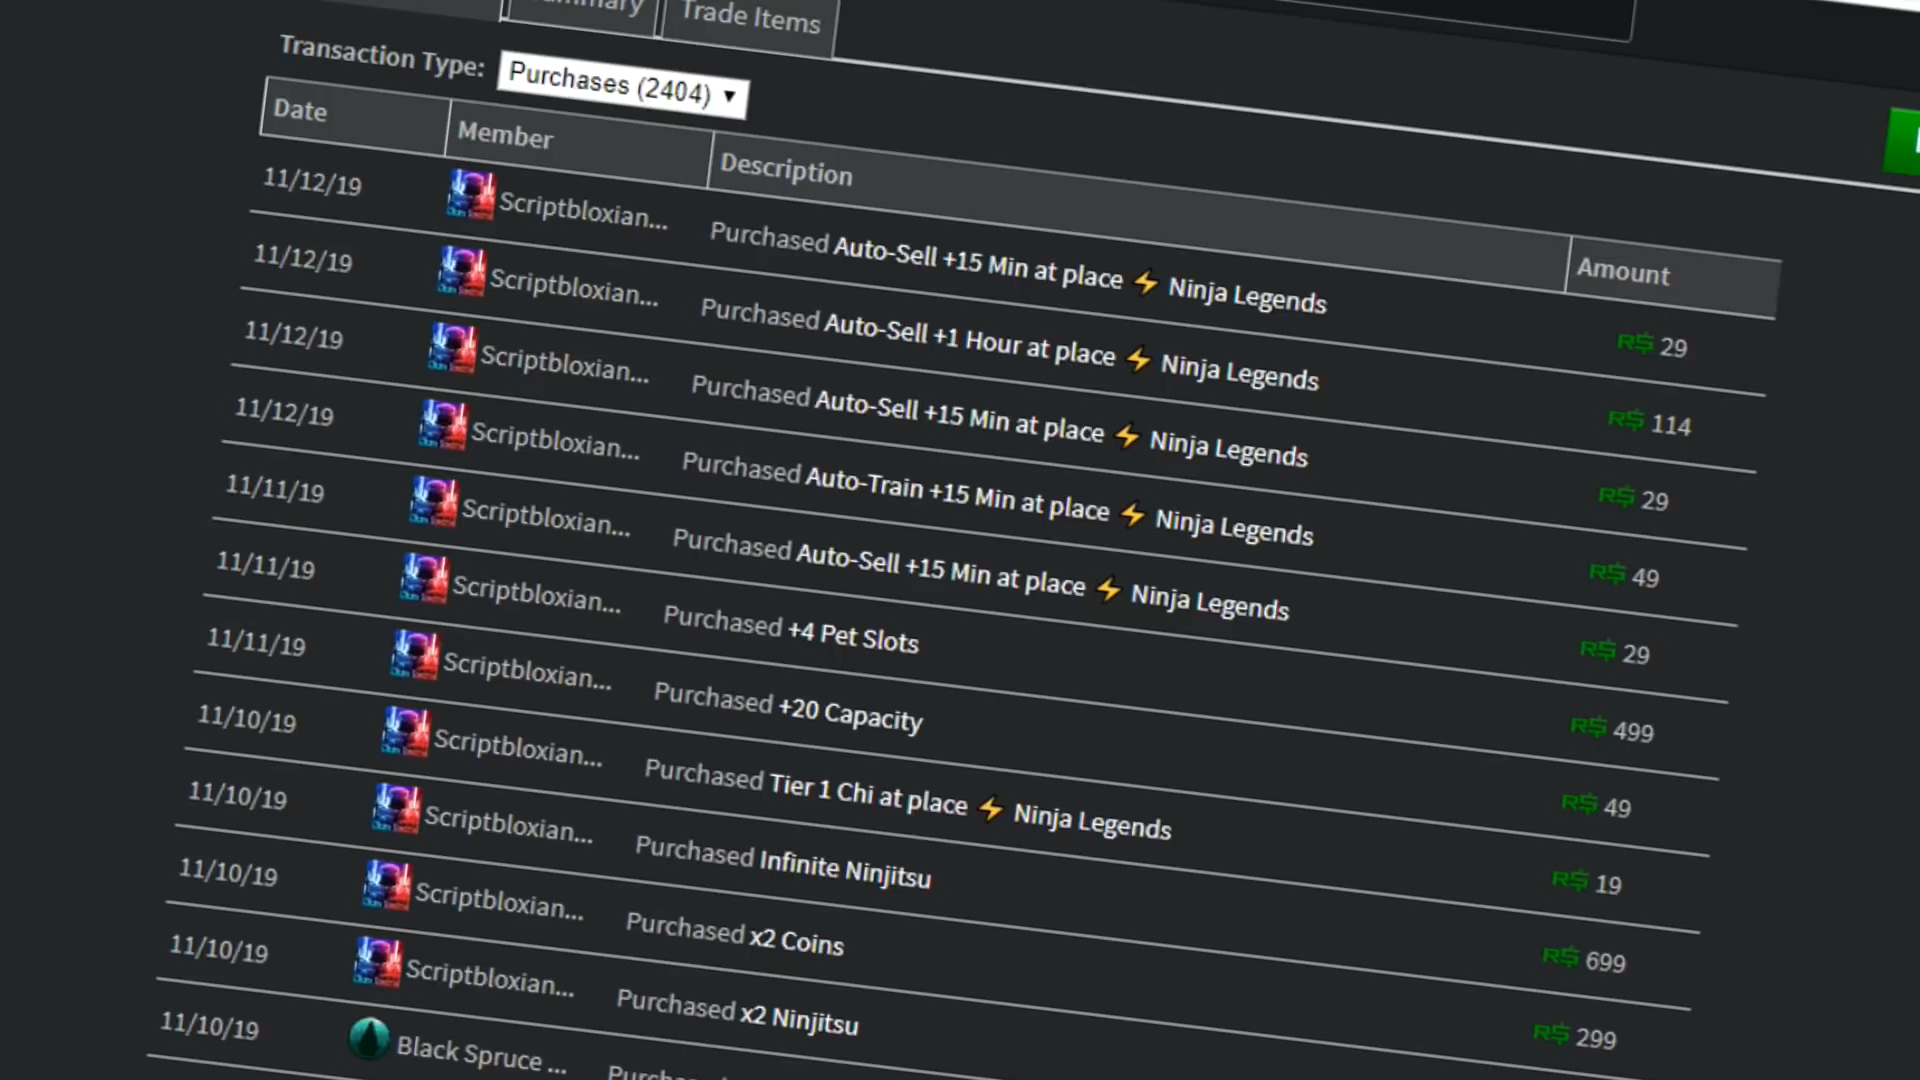 Trade Items
Transaction Type: Purchases (2404) ▼
Date Member Description Amount
11/12/19 Scriptbloxian... Purchased Auto-Sell +15 Min at place ⚡ Ninja Legends R$ 29
11/12/19 Scriptbloxian... Purchased Auto-Sell +1 Hour at place ⚡ Ninja Legends R$ 114
11/12/19 Scriptbloxian... Purchased Auto-Sell +15 Min at place ⚡ Ninja Legends R$ 29
11/12/19 Scriptbloxian... Purchased Auto-Train +15 Min at place ⚡ Ninja Legends R$ 49
11/11/19 Scriptbloxian... Purchased Auto-Sell +15 Min at place ⚡ Ninja Legends R$ 29
11/11/19 Scriptbloxian... Purchased +4 Pet Slots R$ 499
11/11/19 Scriptbloxian... Purchased +20 Capacity R$ 49
11/10/19 Scriptbloxian... Purchased Tier 1 Chi at place ⚡ Ninja Legends R$ 19
11/10/19 Scriptbloxian... Purchased Infinite Ninjitsu R$ 699
11/10/19 Scriptbloxian... Purchased x2 Coins R$ 299
11/10/19 Scriptbloxian... Purchased x2 Ninjitsu
11/10/19 Black Spruce ...